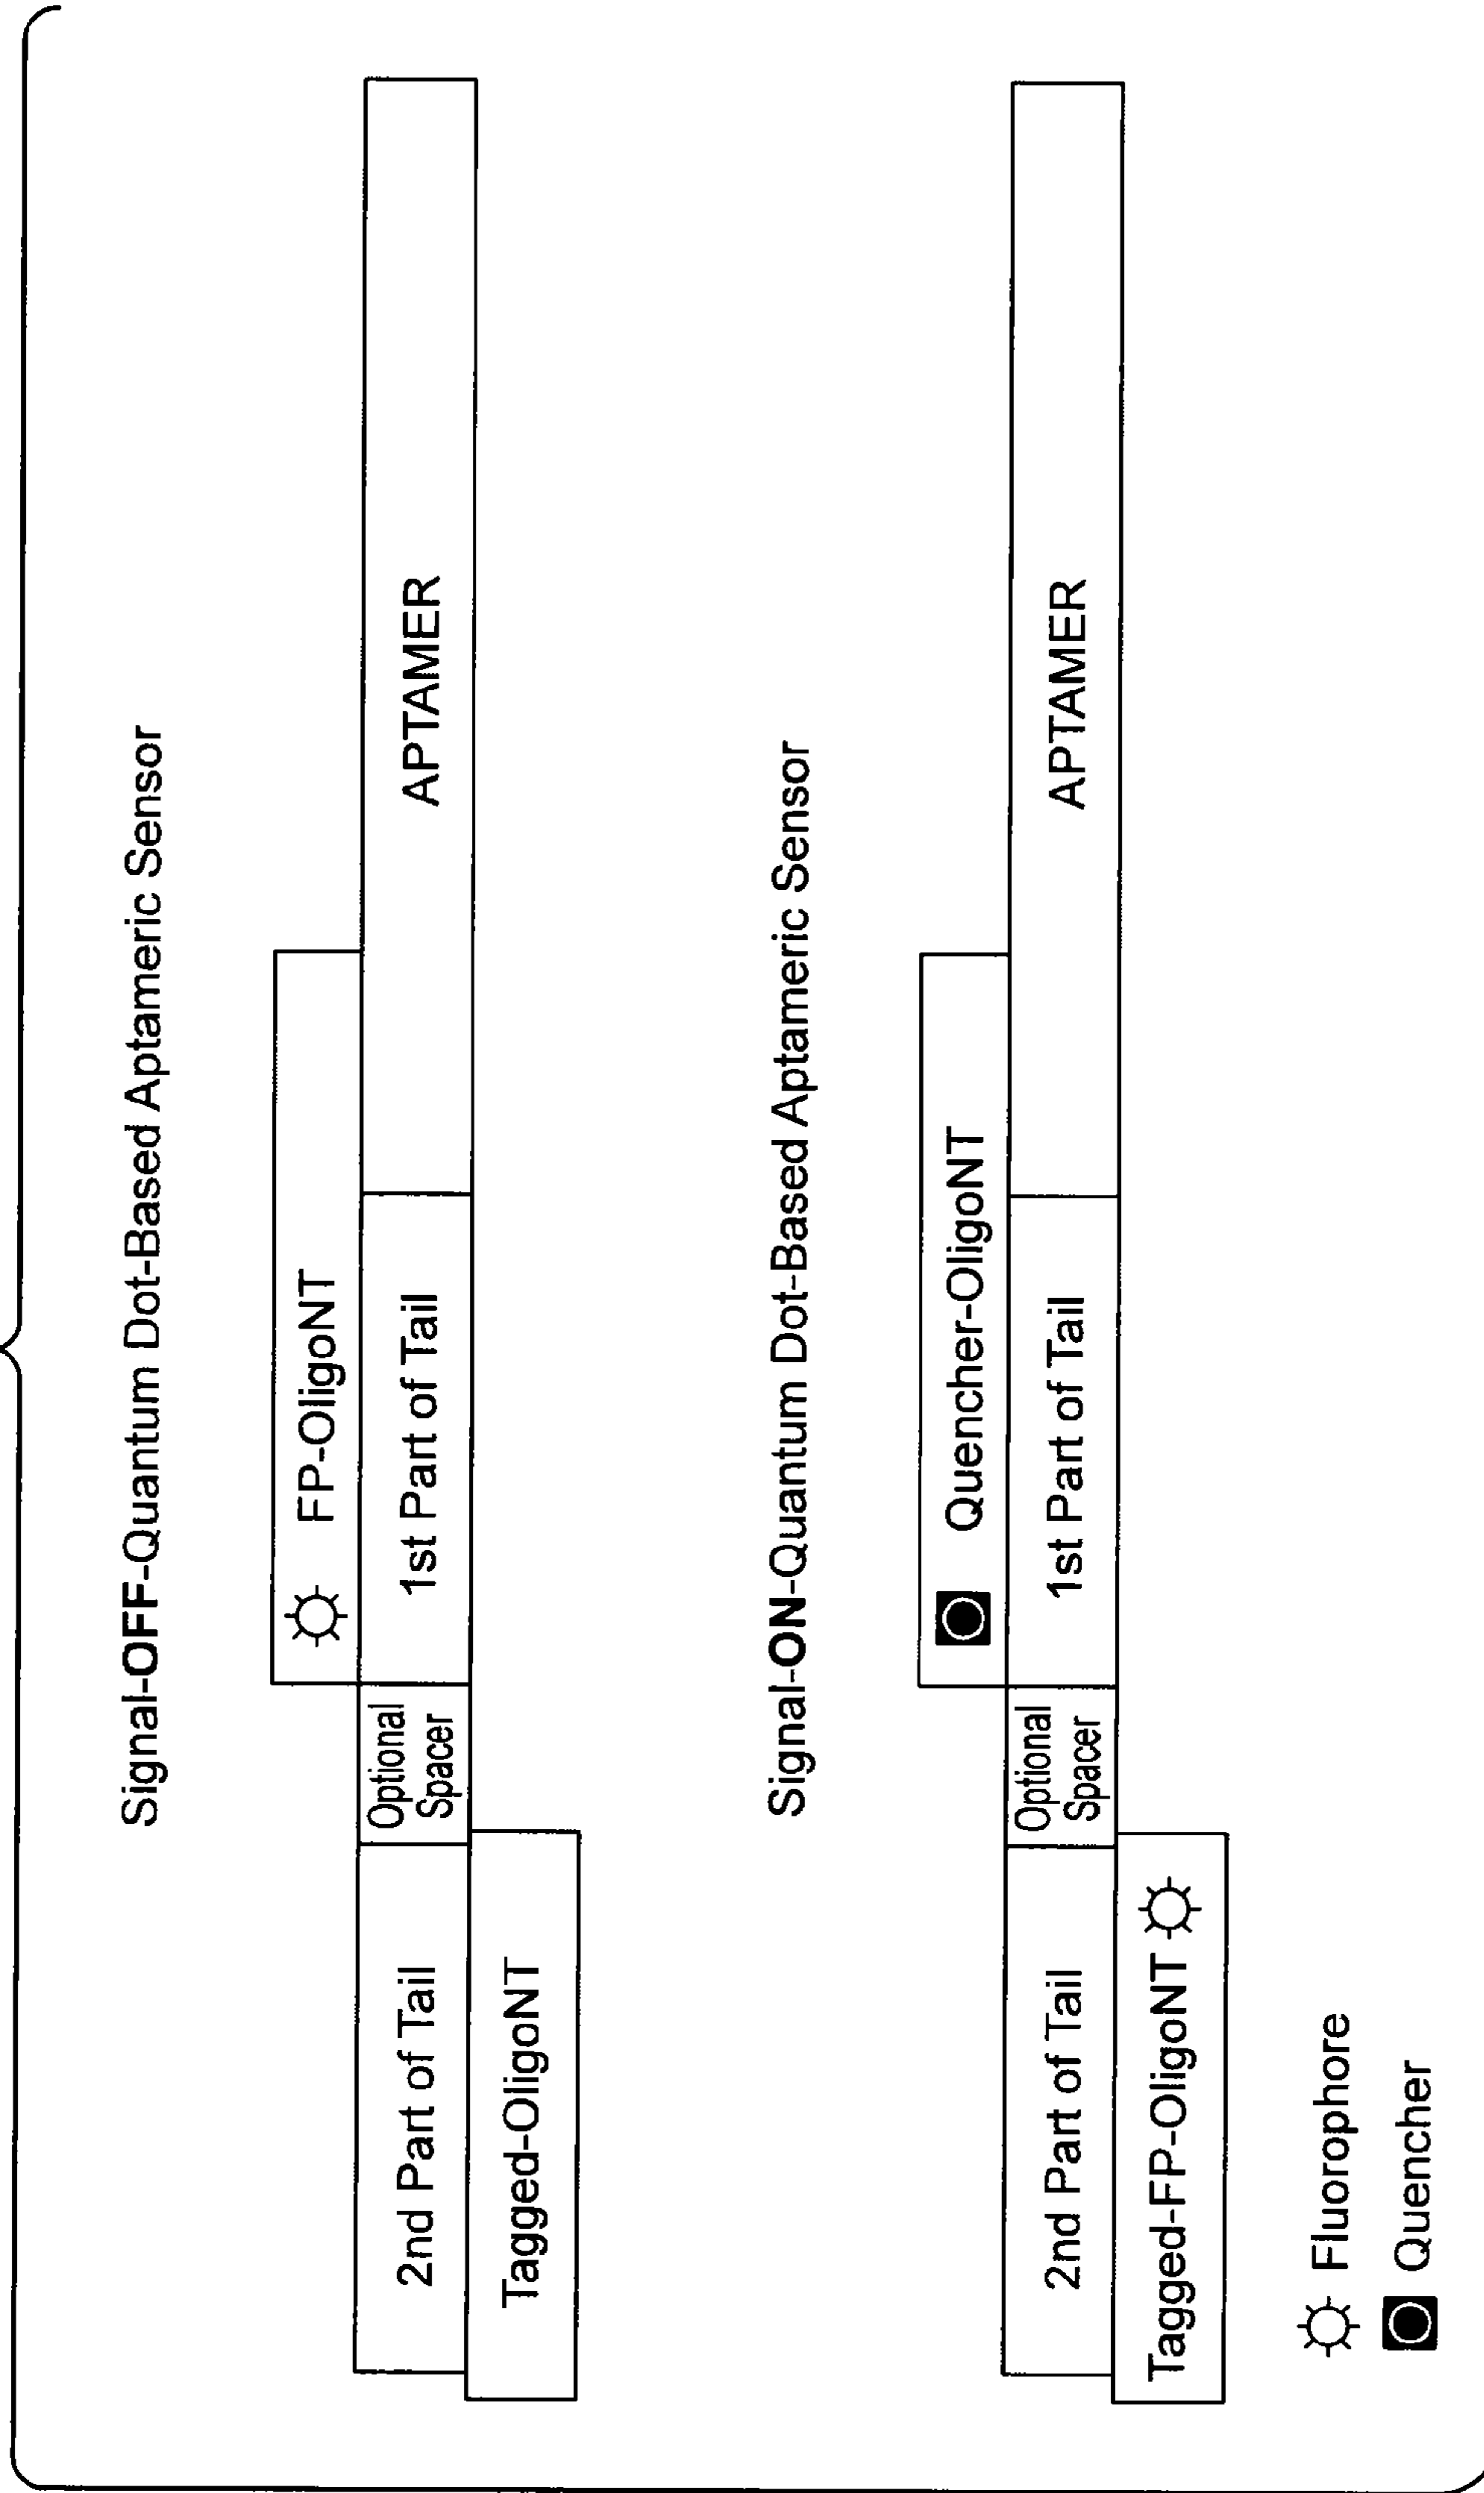 Signal-OFF-Quantum Dot-Based Aptameric Sensor
FP-OligoNT
2nd Part of Tail
Optional
Spacer
1st Part of Tail
APTAMER
Tagged-OligoNT
Signal-ON-Quantum Dot-Based Aptameric Sensor
Quencher-OligoNT
2nd Part of Tail
Optional
Spacer
1st Part of Tail
APTAMER
Tagged-FP-OligoNT
Fluorophore
Quencher